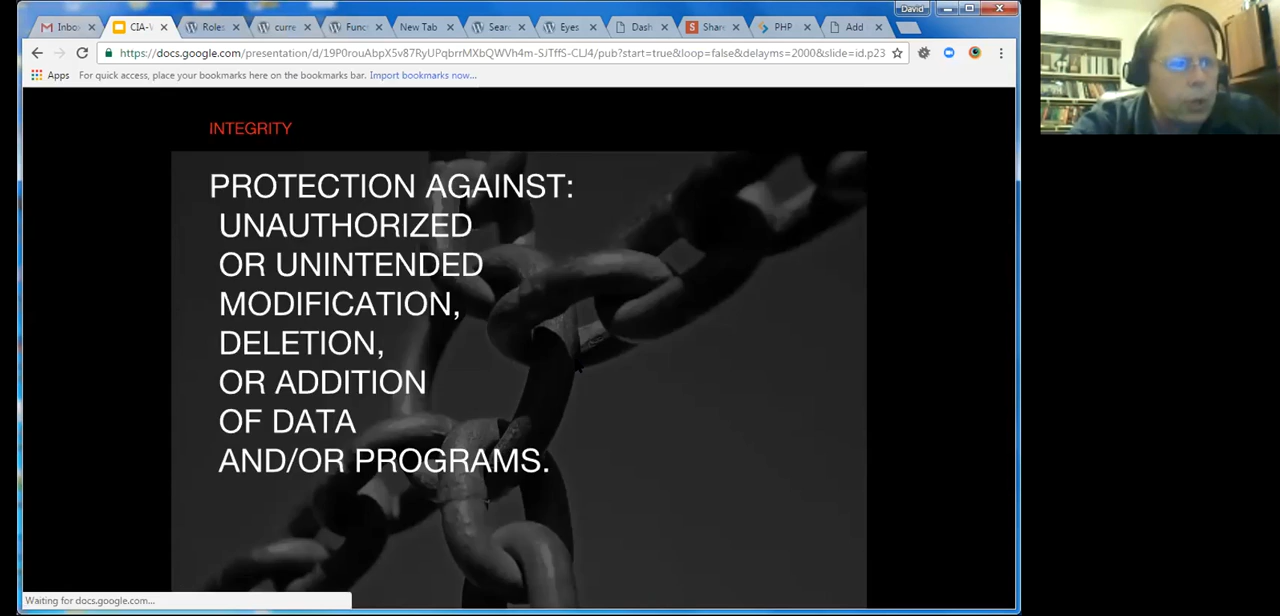 David
Inbo
CIA-
Roles
curre
Func
New Tab
Sear
Eyes
Dash
Share
PHP
Add
https://docs.google.com/presentation/d/19P0rouAbpX5v87RyUPqbrrMXbQWVh4m-SJTffS-CLJ4/pub?start=true&loop=false&delayms=2000&slide=id.p23
Apps
For quick access, place your bookmarks here on the bookmarks bar. Import bookmarks now...
INTEGRITY
PROTECTION AGAINST:
UNAUTHORIZED
OR UNINTENDED
MODIFICATION,
DELETION,
OR ADDITION
OF DATA
AND/OR PROGRAMS.
Waiting for docs.google.com...